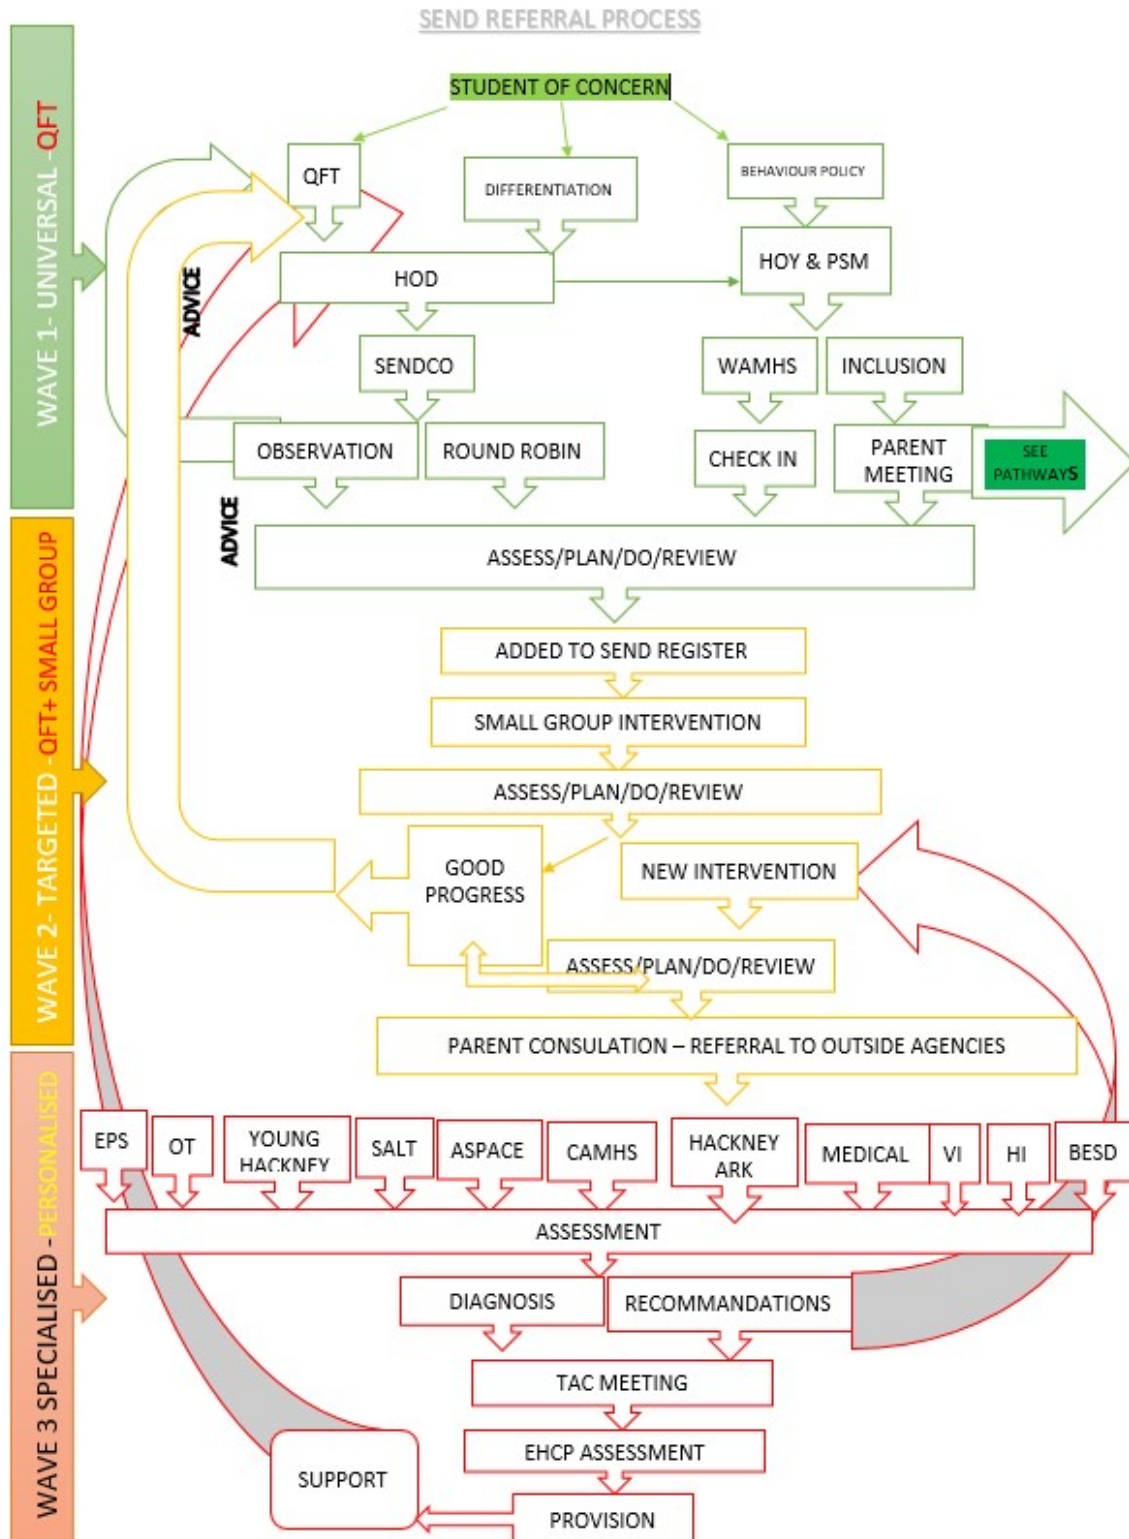 SEND REFERRAL PROCESS
STUDENT OF CONCERN
WAVE 1- UNIVERSAL -QFT
QFT
DIFFERENTIATION
BEHAVIOUR POLICY
HOD
HOY & PSM
ADVICE
SENDCO
WAMHS
INCLUSION
OBSERVATION
ROUND ROBIN
CHECK IN
PARENT
MEETING
SEE
PATHWAYS
ADVICE
ASSESS/PLAN/DO/REVIEW
WAVE 2- TARGETED -QFT+ SMALL GROUP
ADDED TO SEND REGISTER
SMALL GROUP INTERVENTION
ASSESS/PLAN/DO/REVIEW
GOOD
PROGRESS
NEW INTERVENTION
ASSESS/PLAN/DO/REVIEW
PARENT CONSULATION – REFERRAL TO OUTSIDE AGENCIES
WAVE 3 SPECIALISED -PERSONALISED
EPS
OT
YOUNG
HACKNEY
SALT
ASPACE
CAMHS
HACKNEY
ARK
MEDICAL
VI
HI
BESD
ASSESSMENT
DIAGNOSIS
RECOMMANDATIONS
TAC MEETING
EHCP ASSESSMENT
SUPPORT
PROVISION